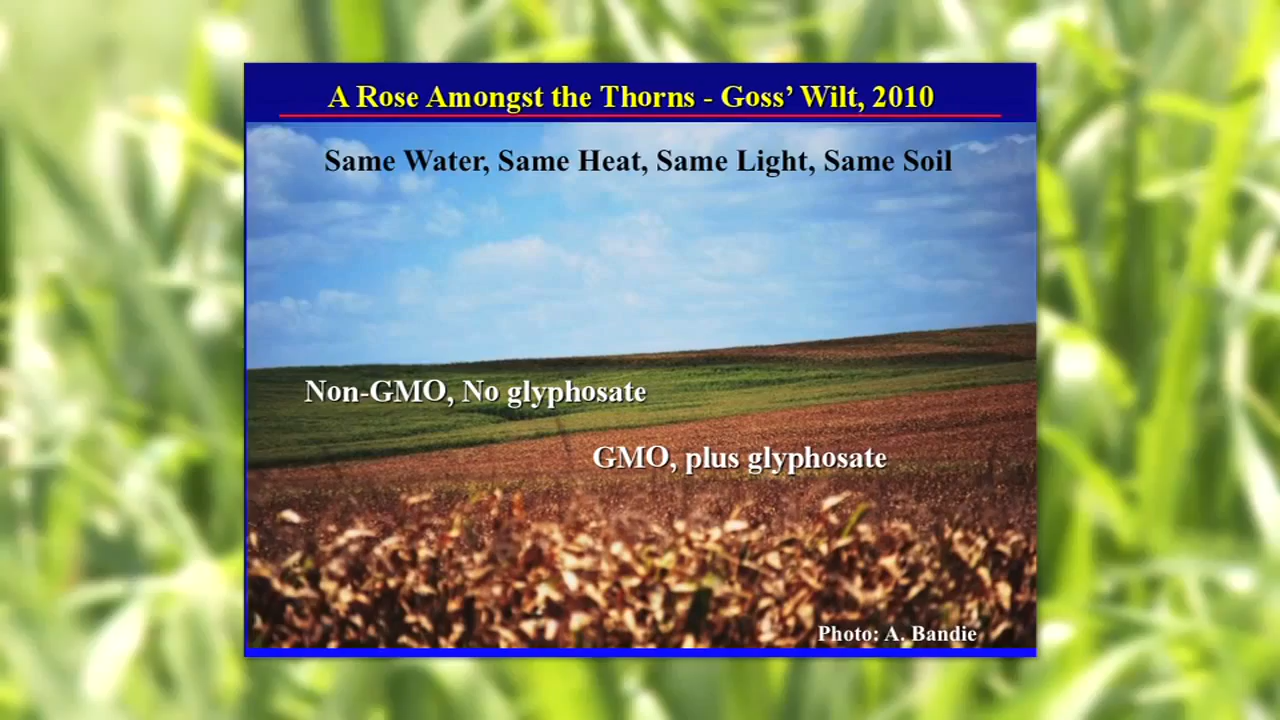 A Rose Amongst the Thorns - Goss’ Wilt, 2010
Same Water, Same Heat, Same Light, Same Soil
Non-GMO, No glyphosate
GMO, plus glyphosate
Photo: A. Bandie